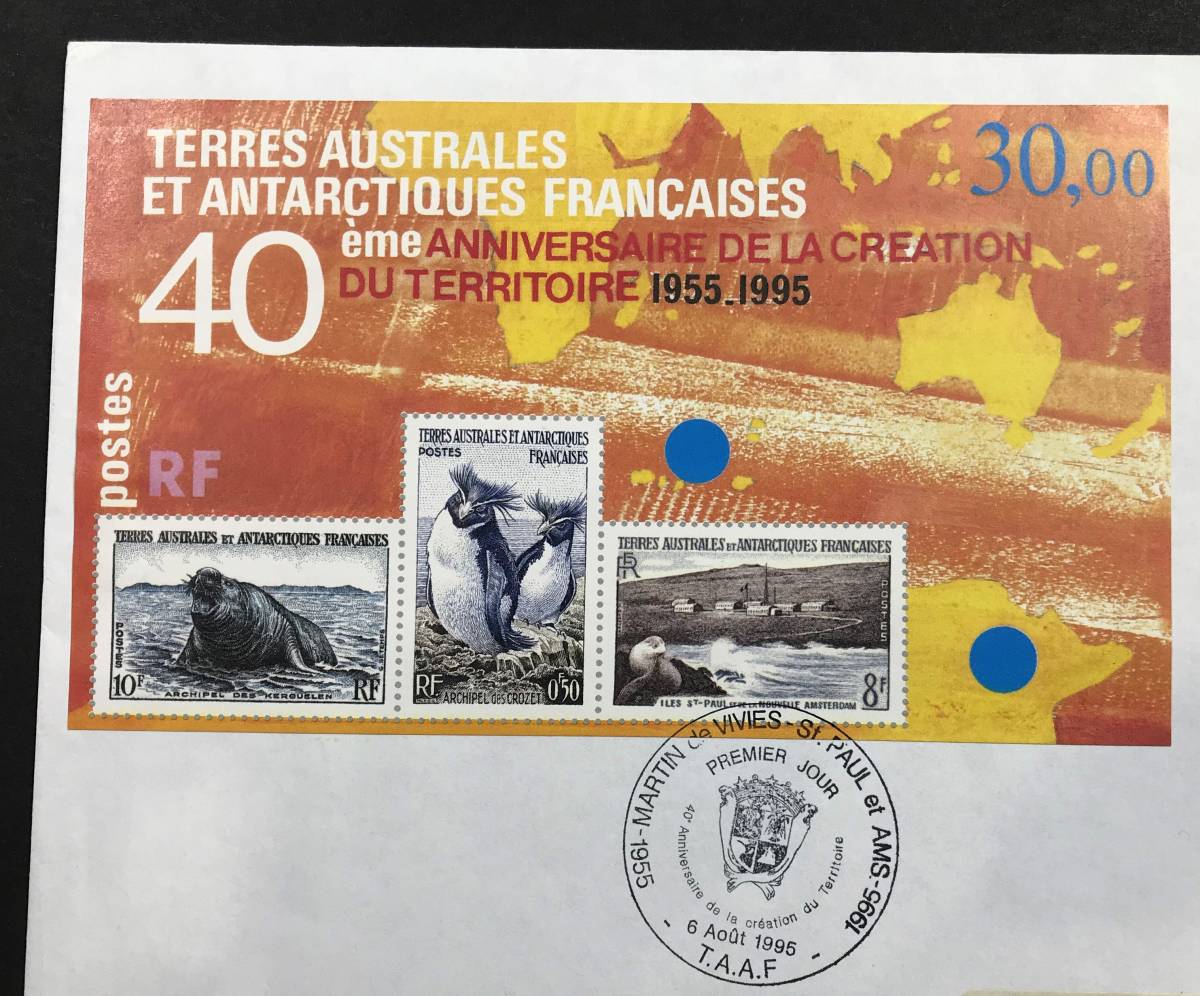 TERRES AUSTRALES
ET ANTARCTIQUES FRANÇAISES
30,00
40ème ANNIVERSAIRE DE LA CREATION
DU TERRITOIRE 1955-1995
postes
RF
TERRES AUSTRALES ET ANTARCTIQUES FRANÇAISES
POSTES
10F
ARCHIPEL DES KERGUELEN
RF
TERRES AUSTRALES ET ANTARCTIQUES
POSTES FRANÇAISES
RF
ARCHIPEL DES CROZET
0F50
TERRES AUSTRALES ET ANTARCTIQUES FRANÇAISES
RF
POSTES
ILES ST-PAUL ET DE LA NOUVELLE AMSTERDAM
8F
-1955-MARTIN de VIVIES-St. PAUL et AMS-1995-
PREMIER JOUR
40e Anniversaire de la création du Territoire
6 Août 1995
- T.A.A.F -